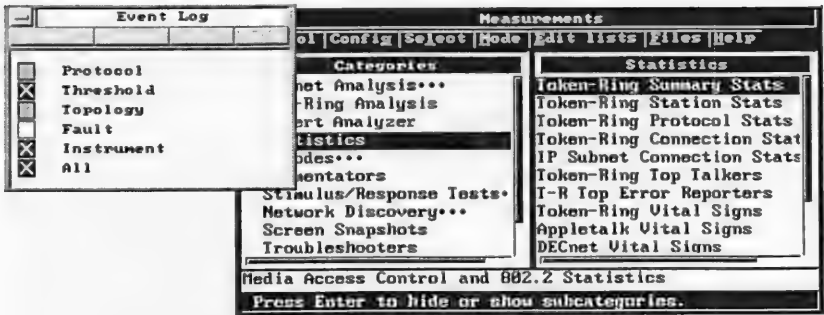 Event Log
Protocol
Threshold
Topology
Fault
Instrument
All
Measurements
ol | Config | Select | Mode | Edit lists | Files | Help
Categories
net Analysis•••
-Ring Analysis
ert Analyzer
tistics
odes•••
mentators
Stimulus/Response Tests•
Network Discovery•••
Screen Snapshots
Troubleshooters
Statistics
Token-Ring Summary Stats
Token-Ring Station Stats
Token-Ring Protocol Stats
Token-Ring Connection Stat
IP Subnet Connection Stats
Token-Ring Top Talkers
T-R Top Error Reporters
Token-Ring Vital Signs
Appletalk Vital Signs
DECnet Vital Signs
Media Access Control and 802.2 Statistics
Press Enter to hide or show subcategories.